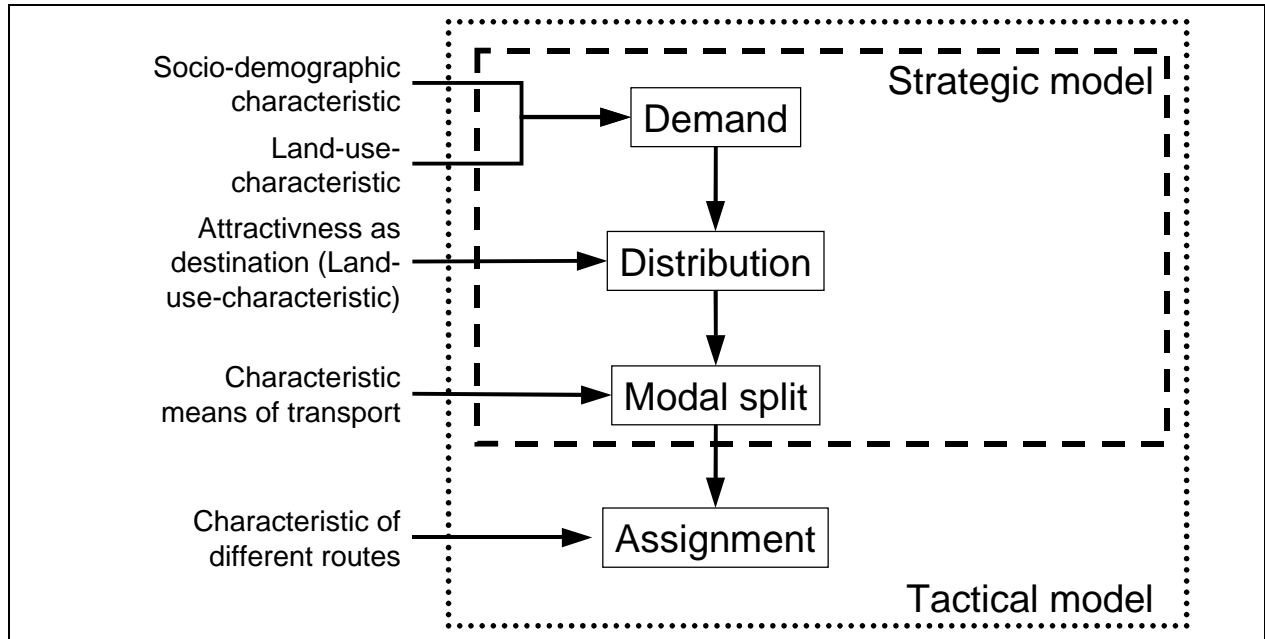 Strategic model
Socio-demographic
characteristic
Demand
Land-use-
characteristic
Attractivness as
destination (Land-
use-characteristic)
Distribution
Characteristic
means of transport
Modal split
Characteristic of
different routes
Assignment
Tactical model